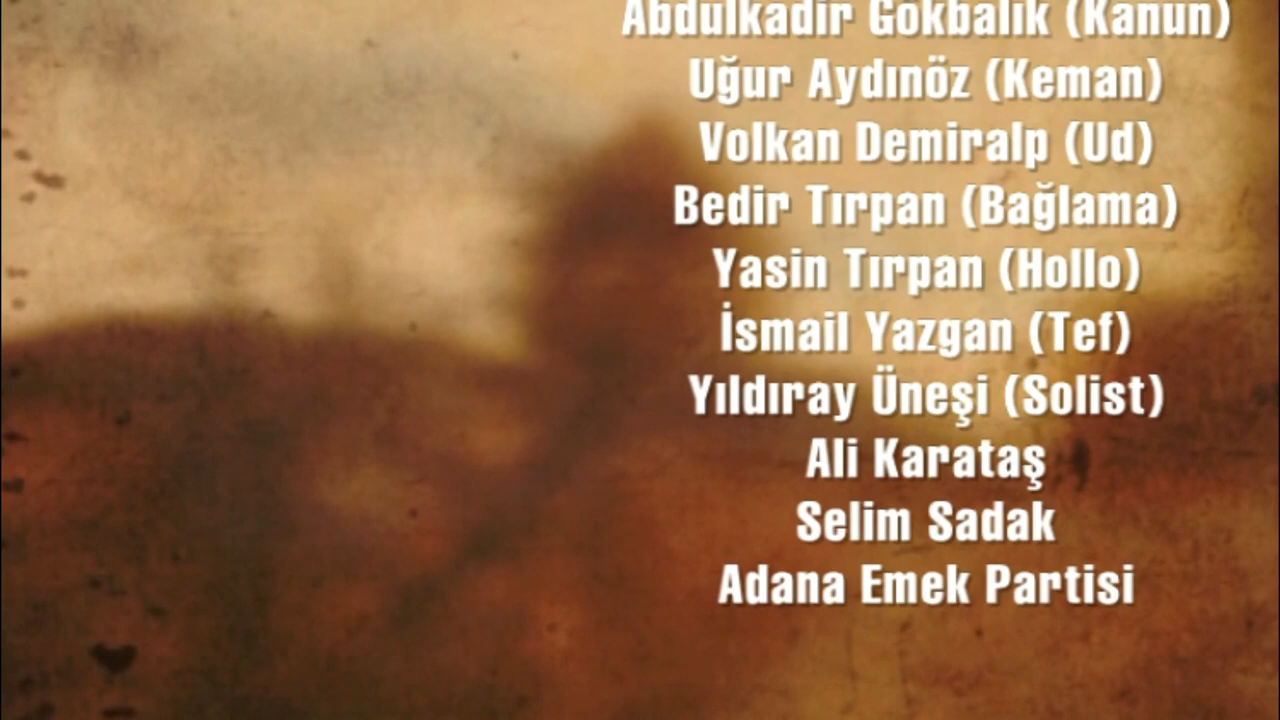 Abdulkadir Gökbalık (Kanun)
Uğur Aydınöz (Keman)
Volkan Demiralp (Ud)
Bedir Tırpan (Bağlama)
Yasin Tırpan (Hollo)
İsmail Yazgan (Tef)
Yıldıray Üneşi (Solist)
Ali Karataş
Selim Sadak
Adana Emek Partisi